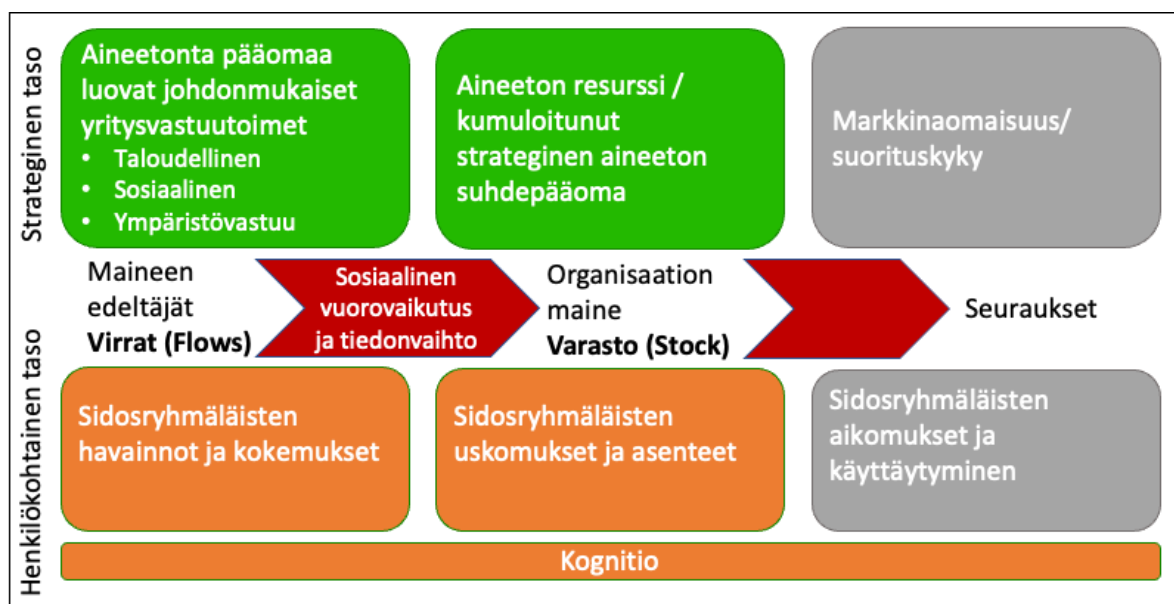 Strateginen taso
Aineetonta pääomaa
luovat johdonmukaiset
yritysvastuutoimet
• Taloudellinen
• Sosiaalinen
• Ympäristövastuu
Aineeton resurssi /
kumuloitunut
strateginen aineeton
suhdepääoma
Markkinaomaisuus/
suorituskyky
Maineen
edeltäjät
Virrat (Flows)
Sosiaalinen
vuorovaikutus
ja tiedonvaihto
Organisaation
maine
Varasto (Stock)
Seuraukset
Henkilökohtainen taso
Sidosryhmäläisten
havainnot ja kokemukset
Sidosryhmäläisten
uskomukset ja asenteet
Sidosryhmäläisten
aikomukset ja
käyttäytyminen
Kognitio